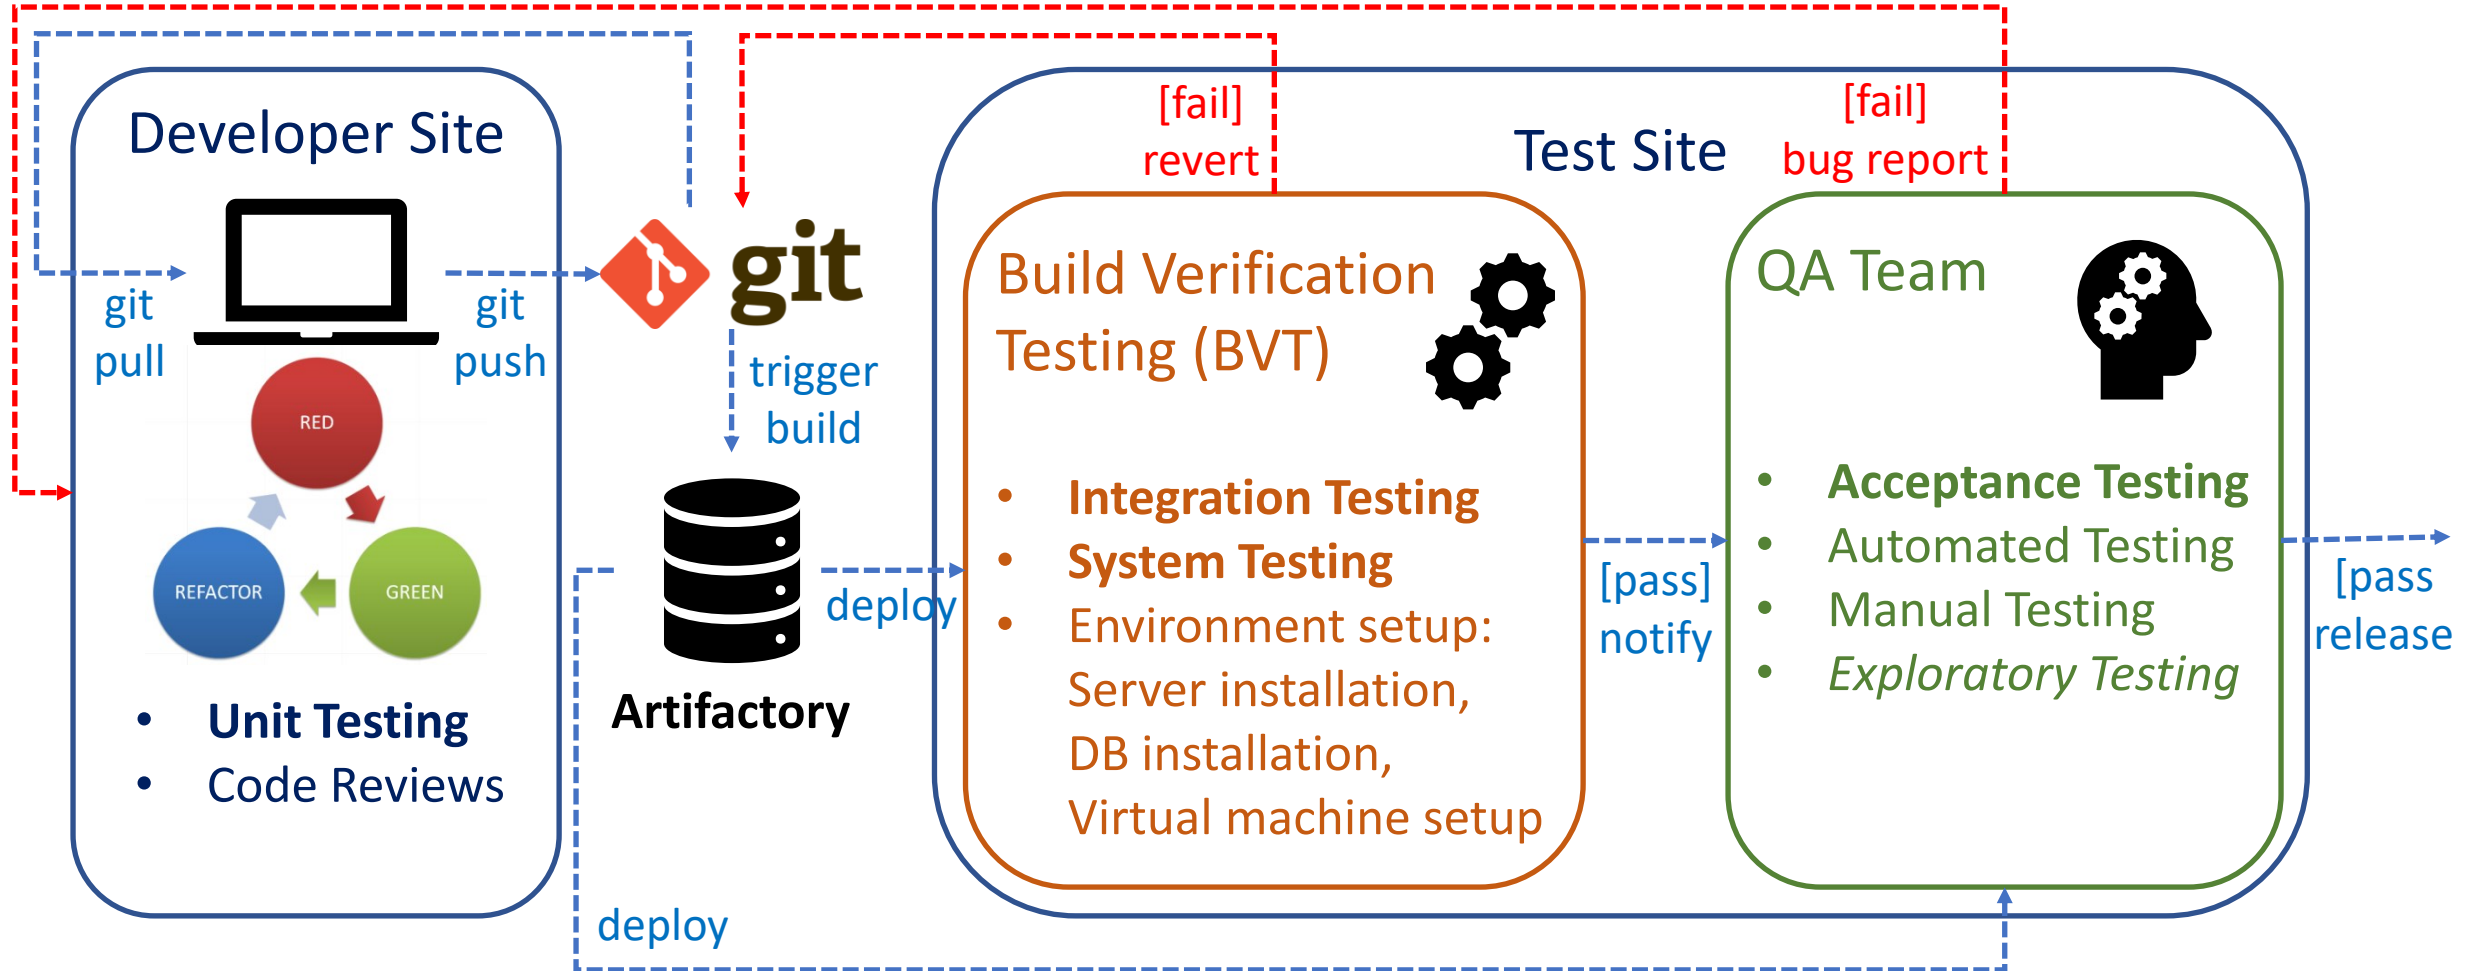 Developer Site
git
pull
git
push
RED
REFACTOR
GREEN
• Unit Testing
• Code Reviews
git
trigger
build
Artifactory
deploy
deploy
[fail]
revert
Test Site
[fail]
bug report
Build Verification
Testing (BVT)
• Integration Testing
• System Testing
• Environment setup:
Server installation,
DB installation,
Virtual machine setup
[pass]
notify
QA Team
• Acceptance Testing
• Automated Testing
• Manual Testing
• Exploratory Testing
[pass
release